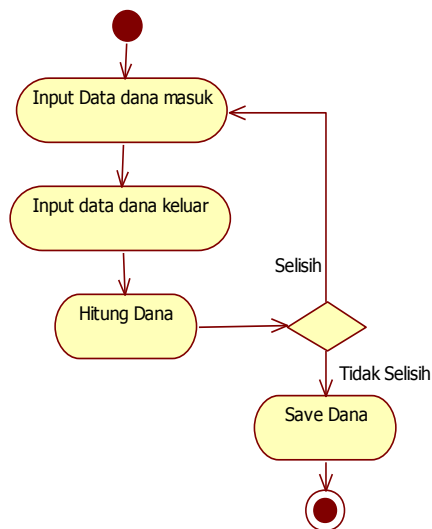 Input Data dana masuk
Input data dana keluar
Selisih
Hitung Dana
Tidak Selisih
Save Dana